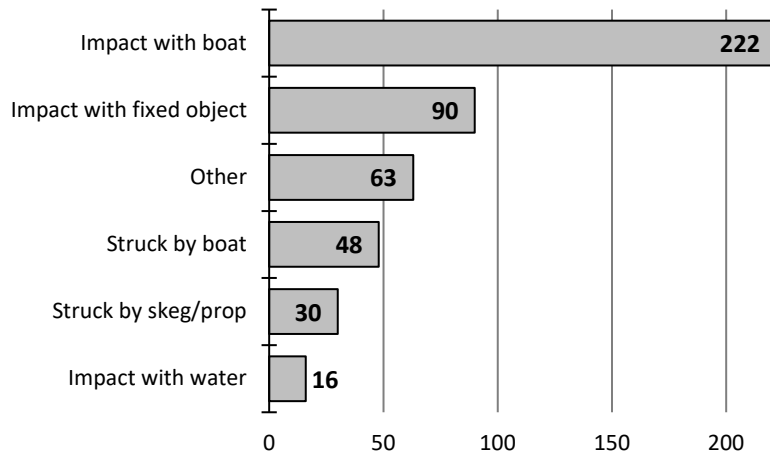 Impact with boat 222
Impact with fixed object 90
Other 63
Struck by boat 48
Struck by skeg/prop 30
Impact with water 16
0 50 100 150 200